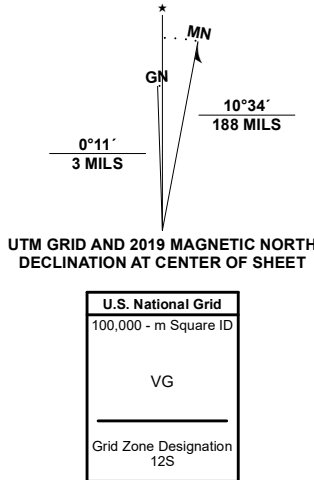 ★
MN
GN
0°11´
3 MILS
10°34´
188 MILS
UTM GRID AND 2019 MAGNETIC NORTH
DECLINATION AT CENTER OF SHEET
U.S. National Grid
100,000 - m Square ID
VG
Grid Zone Designation
12S